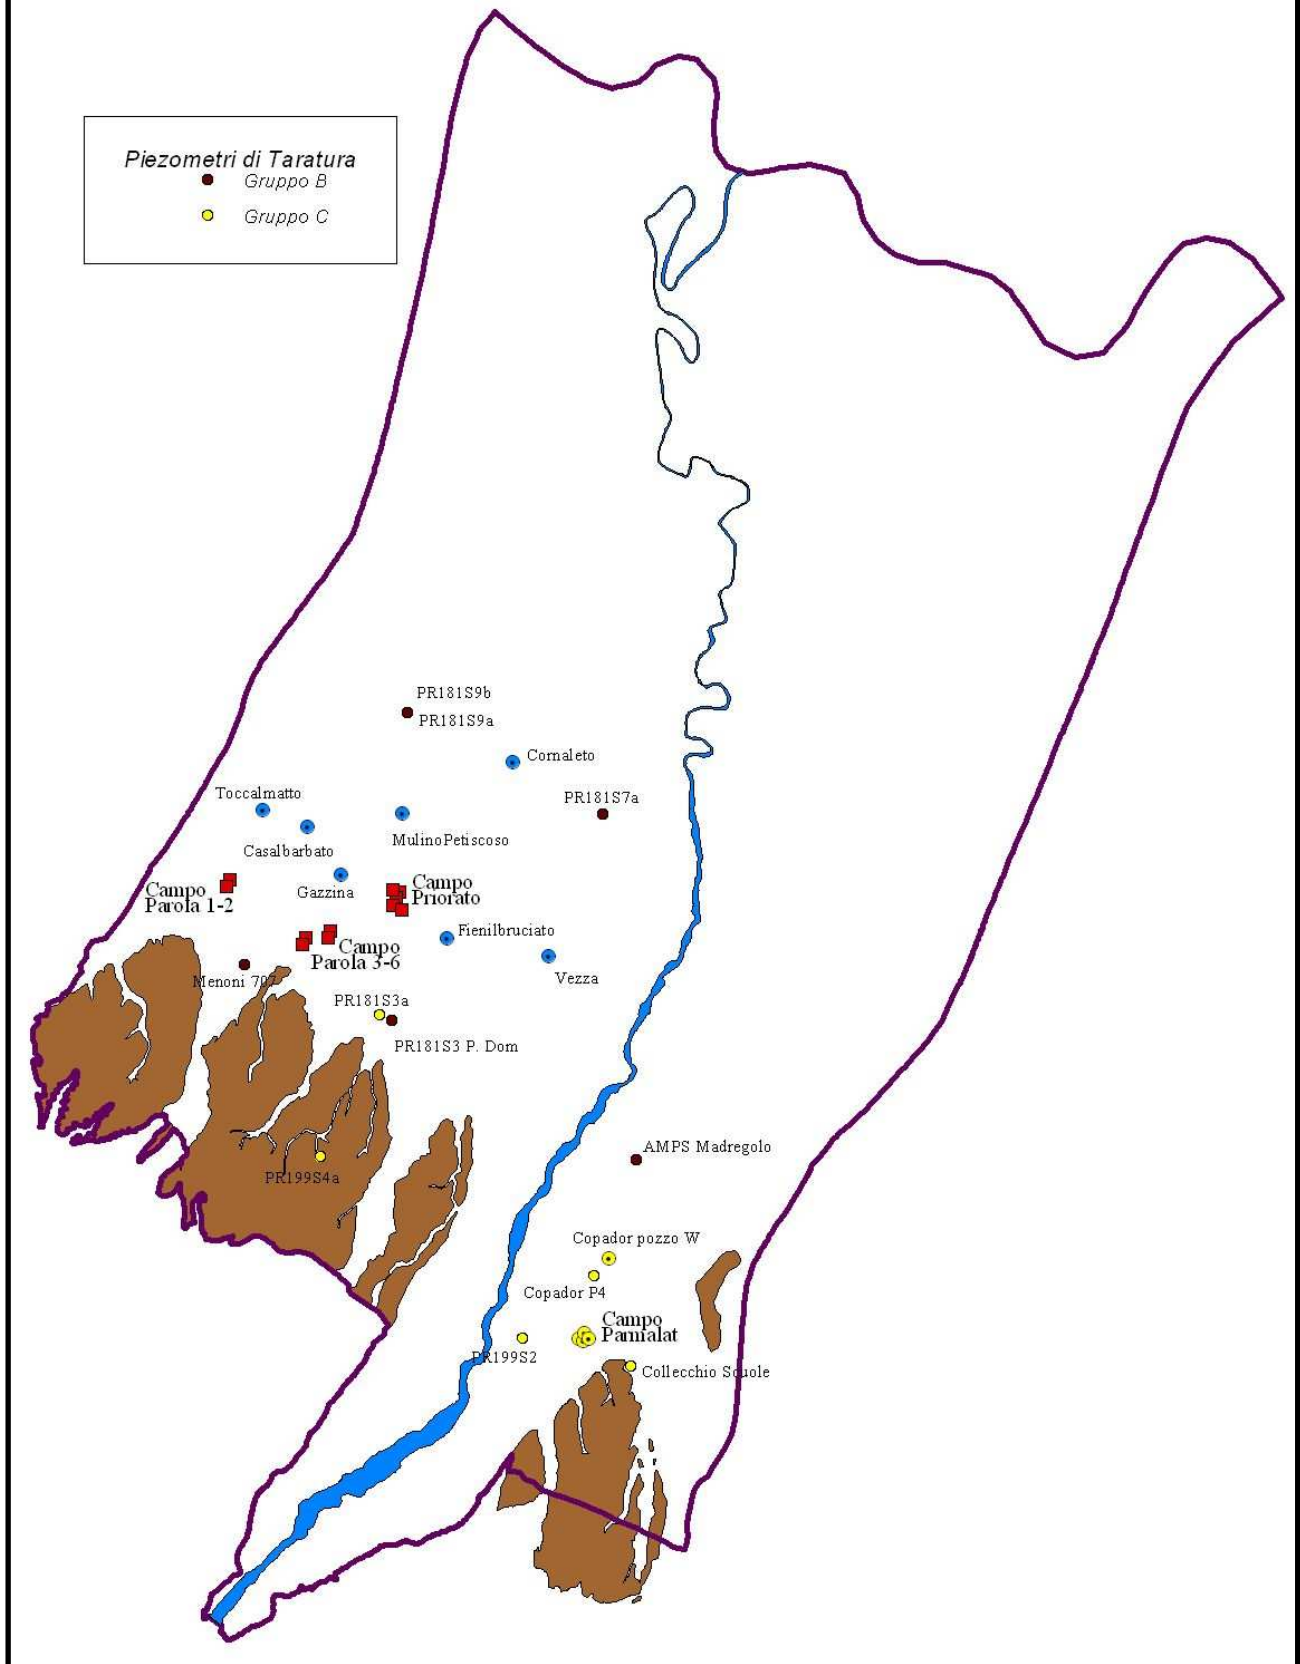 Piezometri di Taratura
Gruppo B
Gruppo C
PR181S9b
PR181S9a
Cornaleto
Toccalmatto
PR181S7a
MulinoPetiscoso
Casalbarbato
Gazzina
Campo
Priorato
Campo
Parola 1-2
Fienilbruciato
Campo
Parola 3-6
Vezza
Menoni 707
PR181S3a
PR181S3 P. Dom
AMPS Madregolo
PR199S4a
Copador pozzo W
Copador P4
Campo
Parmalat
PR199S2
Collecchio Scuole